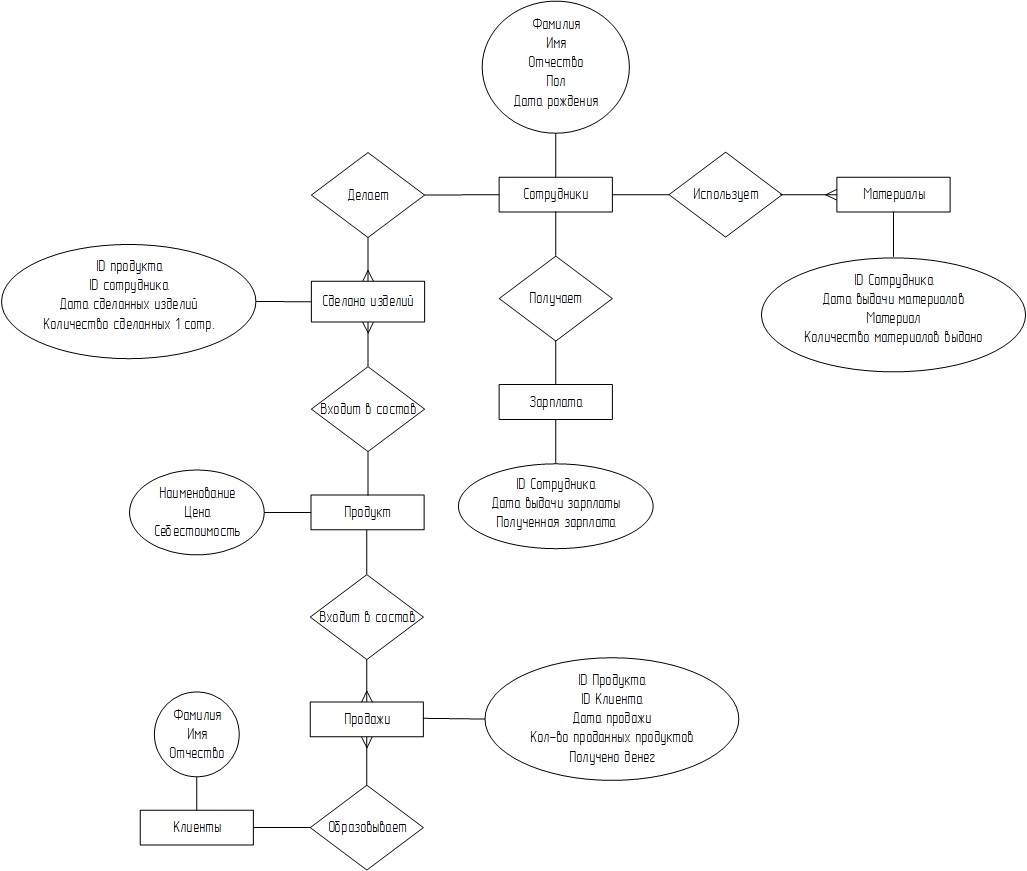 Фамилия
Имя
Отчество
Пол
Дата рождения
Делает
Сотрудники
Использует
Материалы
ID продукта
ID сотрудника
Дата сделанных изделий
Количество сделанных 1 сотр.
Сделано изделий
Получает
ID Сотрудника
Дата выдачи материалов
Материал
Количество материалов выдано
Входит в состав
Зарплата
Наименование
Цена
Себестоимость
Продукт
ID Сотрудника
Дата выдачи зарплаты
Полученная зарплата
Входит в состав
ID Продукта
ID Клиента
Дата продажи
Кол-во проданных продуктов
Получено денег
Продажи
Фамилия
Имя
Отчество
Клиенты
Образовывает